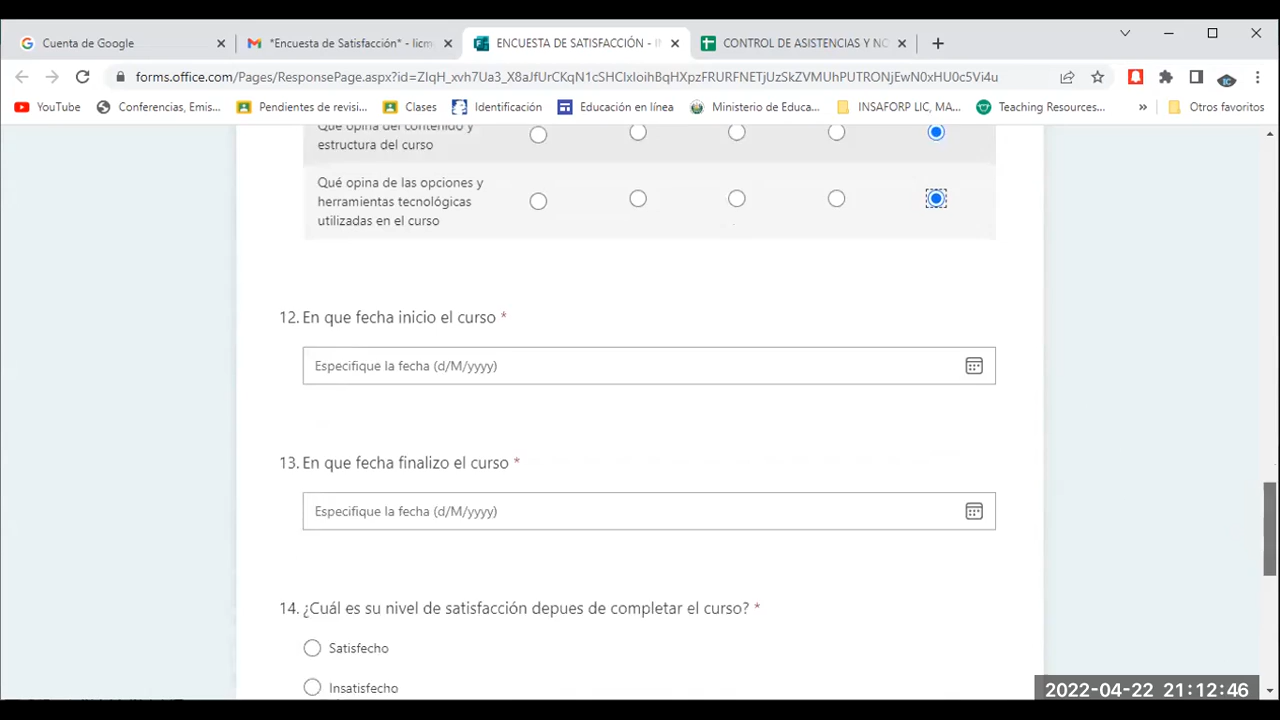 Cuenta de Google
*Encuesta de Satisfacción* - licm
ENCUESTA DE SATISFACCIÓN - I
CONTROL DE ASISTENCIAS Y NO
forms.office.com/Pages/ResponsePage.aspx?id=ZIqH_xvh7Ua3_X8aJfUrCKqN1cSHClxIoihBqHXpzFRURFNETjUzSkZVMUhPUTRONjEwN0xHU0c5Vi4u
YouTube
Conferencias, Emis...
Pendientes de revisi...
Clases
Identificación
Educación en línea
Ministerio de Educa...
INSAFORP LIC, MA...
Teaching Resources...
»
Otros favoritos
Qué opina del contenido y
estructura del curso
Qué opina de las opciones y
herramientas tecnológicas
utilizadas en el curso
12. En que fecha inicio el curso *
Especifique la fecha (d/M/yyyy)
13. En que fecha finalizo el curso *
Especifique la fecha (d/M/yyyy)
14. ¿Cuál es su nivel de satisfacción depues de completar el curso? *
Satisfecho
Insatisfecho
2022-04-22 21:12:46